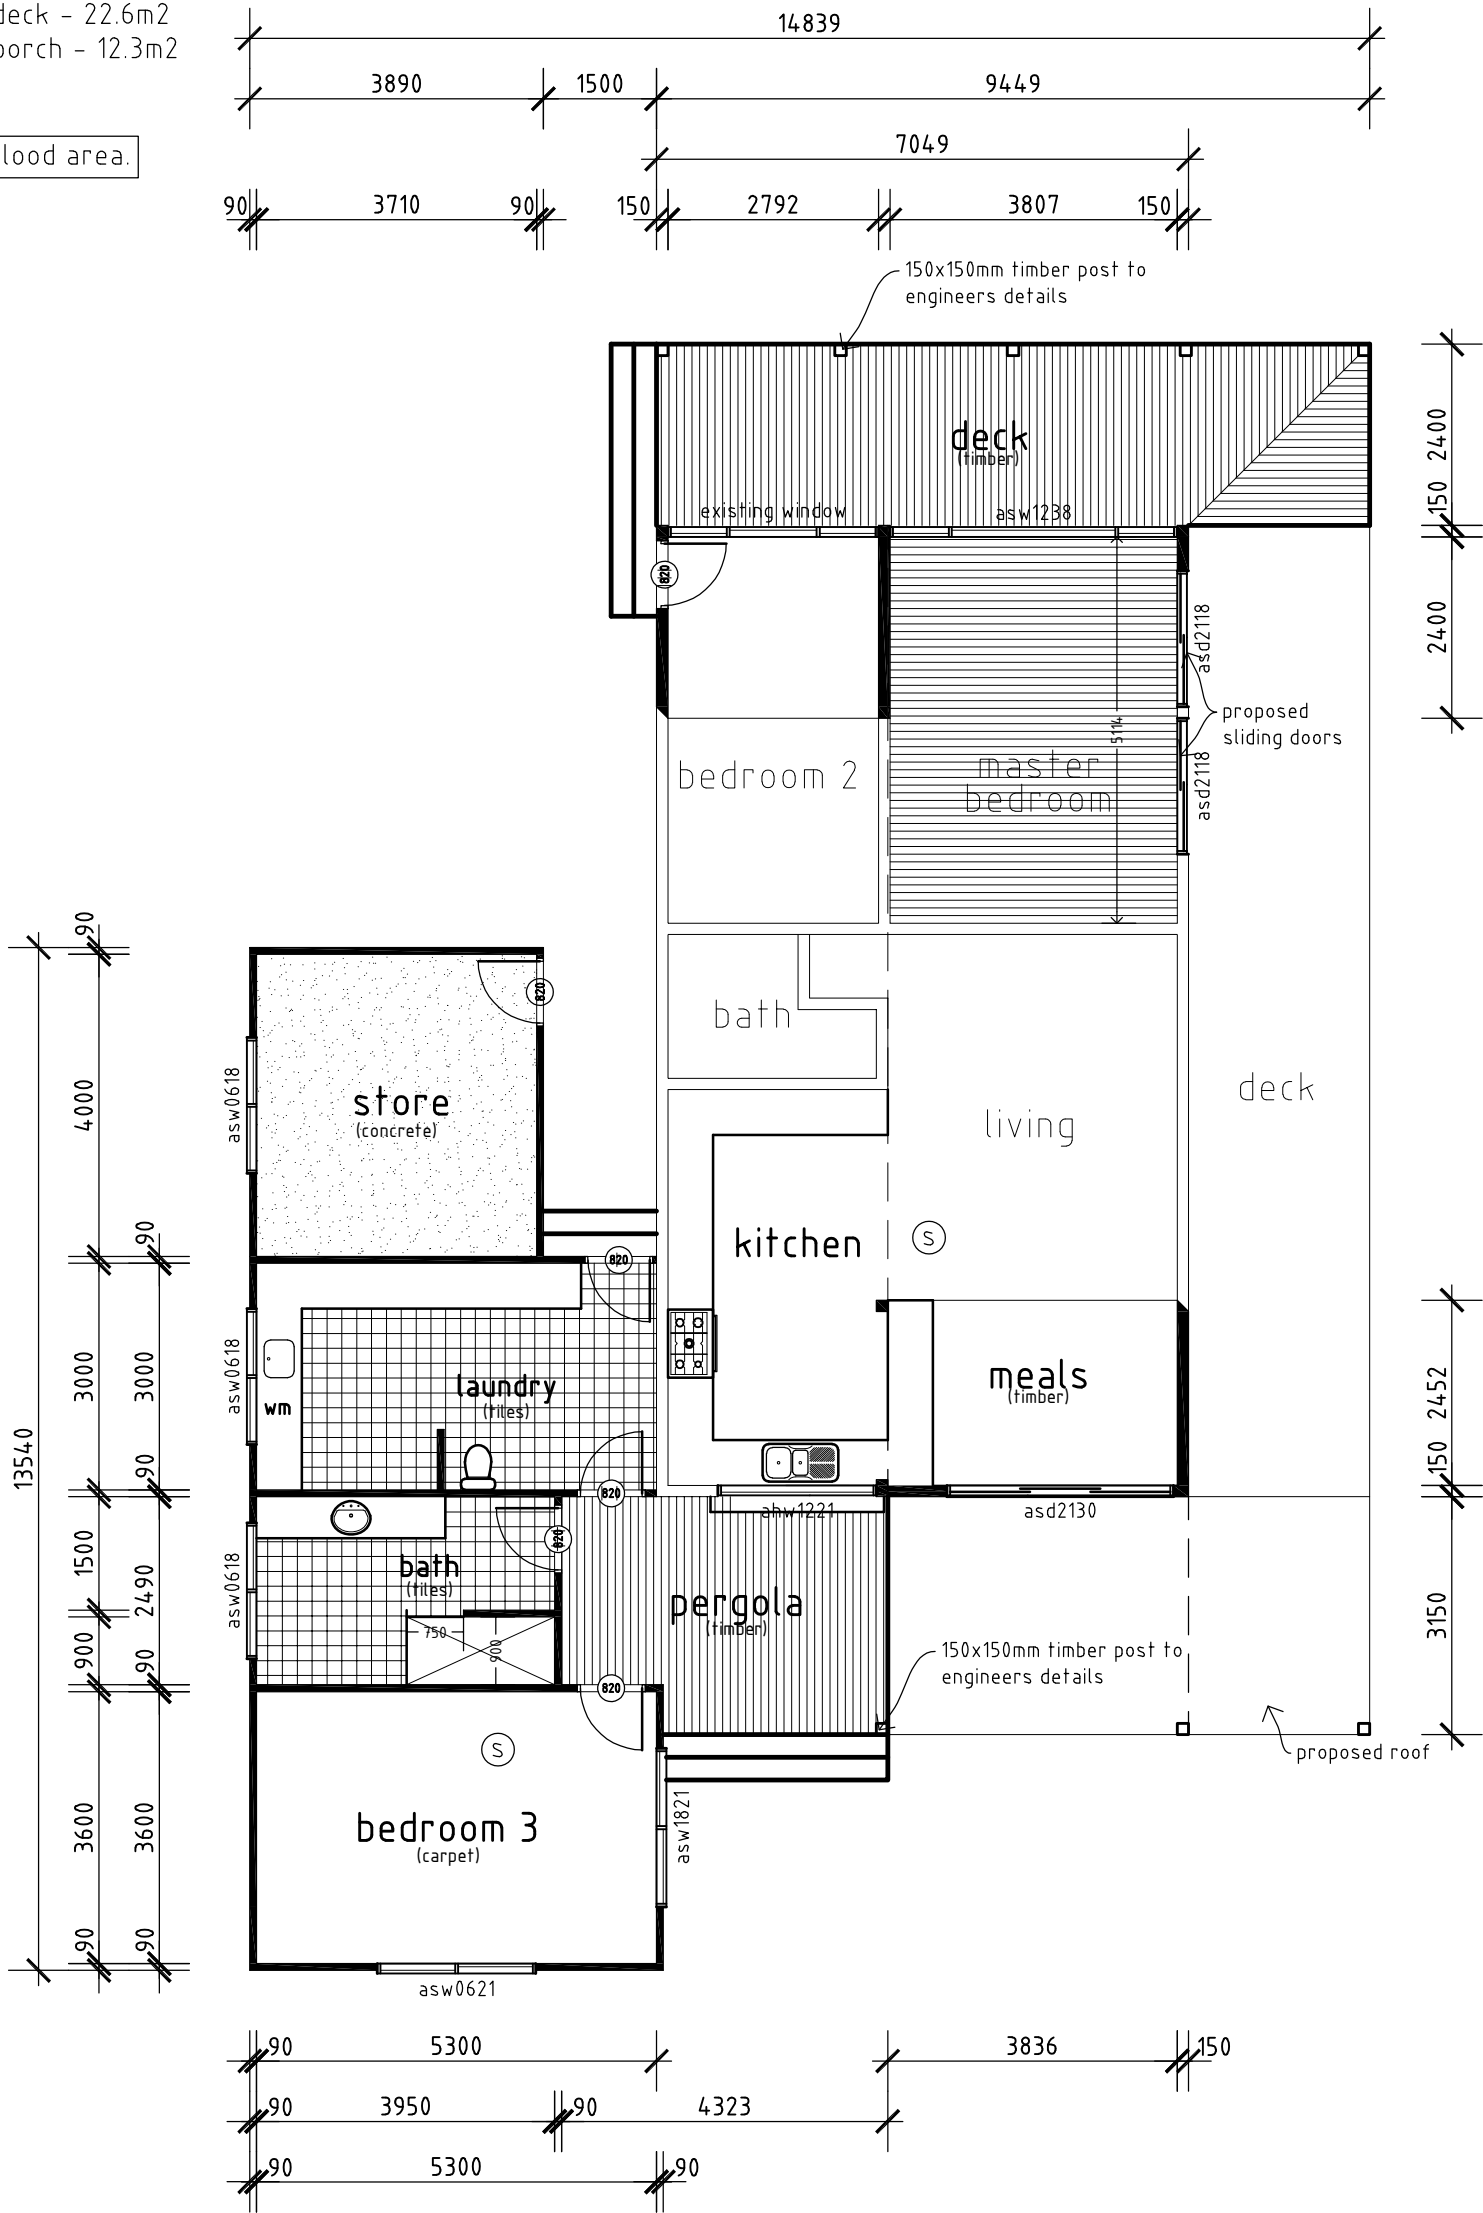 deck - 22.6m2
porch - 12.3m2
lood area.
14839
3890
1500
9449
7049
90
3710
90
150
2792
3807
150
150x150mm timber post to
engineers details
deck
(timber)
existing window
asw1238
2400
150
2400
820
asd2118
proposed
sliding doors
asd2118
5114
bedroom 2
master
bedroom
90
4000
90
13540
820
asw0618
store
(concrete)
bath
living
deck
kitchen
S
820
3000
3000
asw0618
wm
laundry
(tiles)
meals
(timber)
2452
150
90
820
ahw1221
asd2130
1500
2490
asw0618
bath
(tiles)
820
pergola
(timber)
3150
900
90
750
900
150x150mm timber post to
engineers details
820
proposed roof
S
bedroom 3
(carpet)
asw1821
3600
3600
90
90
asw0621
90
5300
3836
150
90
3950
90
4323
90
5300
90